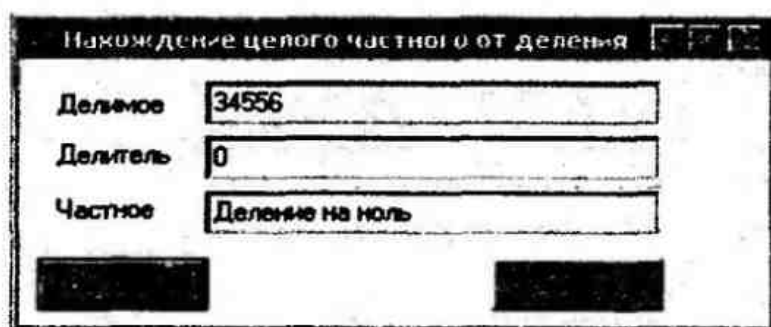 Нахождение целого частного от деления
Делимое 34556
Делитель 0
Частное Деление на ноль